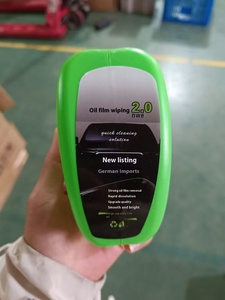 Oil film wiping 2.0
quick cleaning
solution
New listing
German imports
Strong oil film removal
Rapid dissolution
Upgrade quality
Smooth and bright